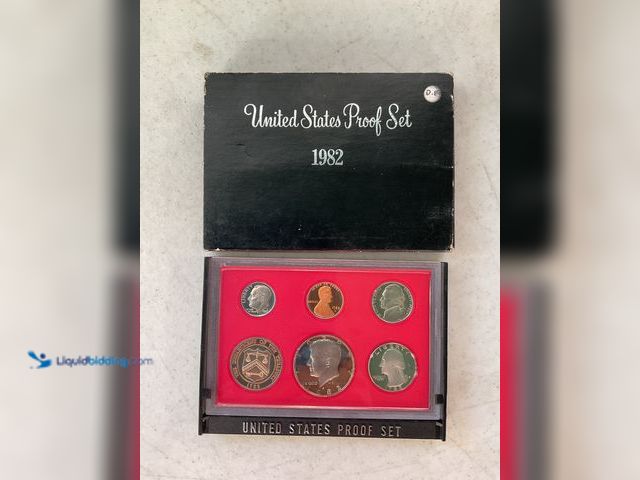 United States Proof Set
1982
Liquidbidding.com
UNITED STATES PROOF SET